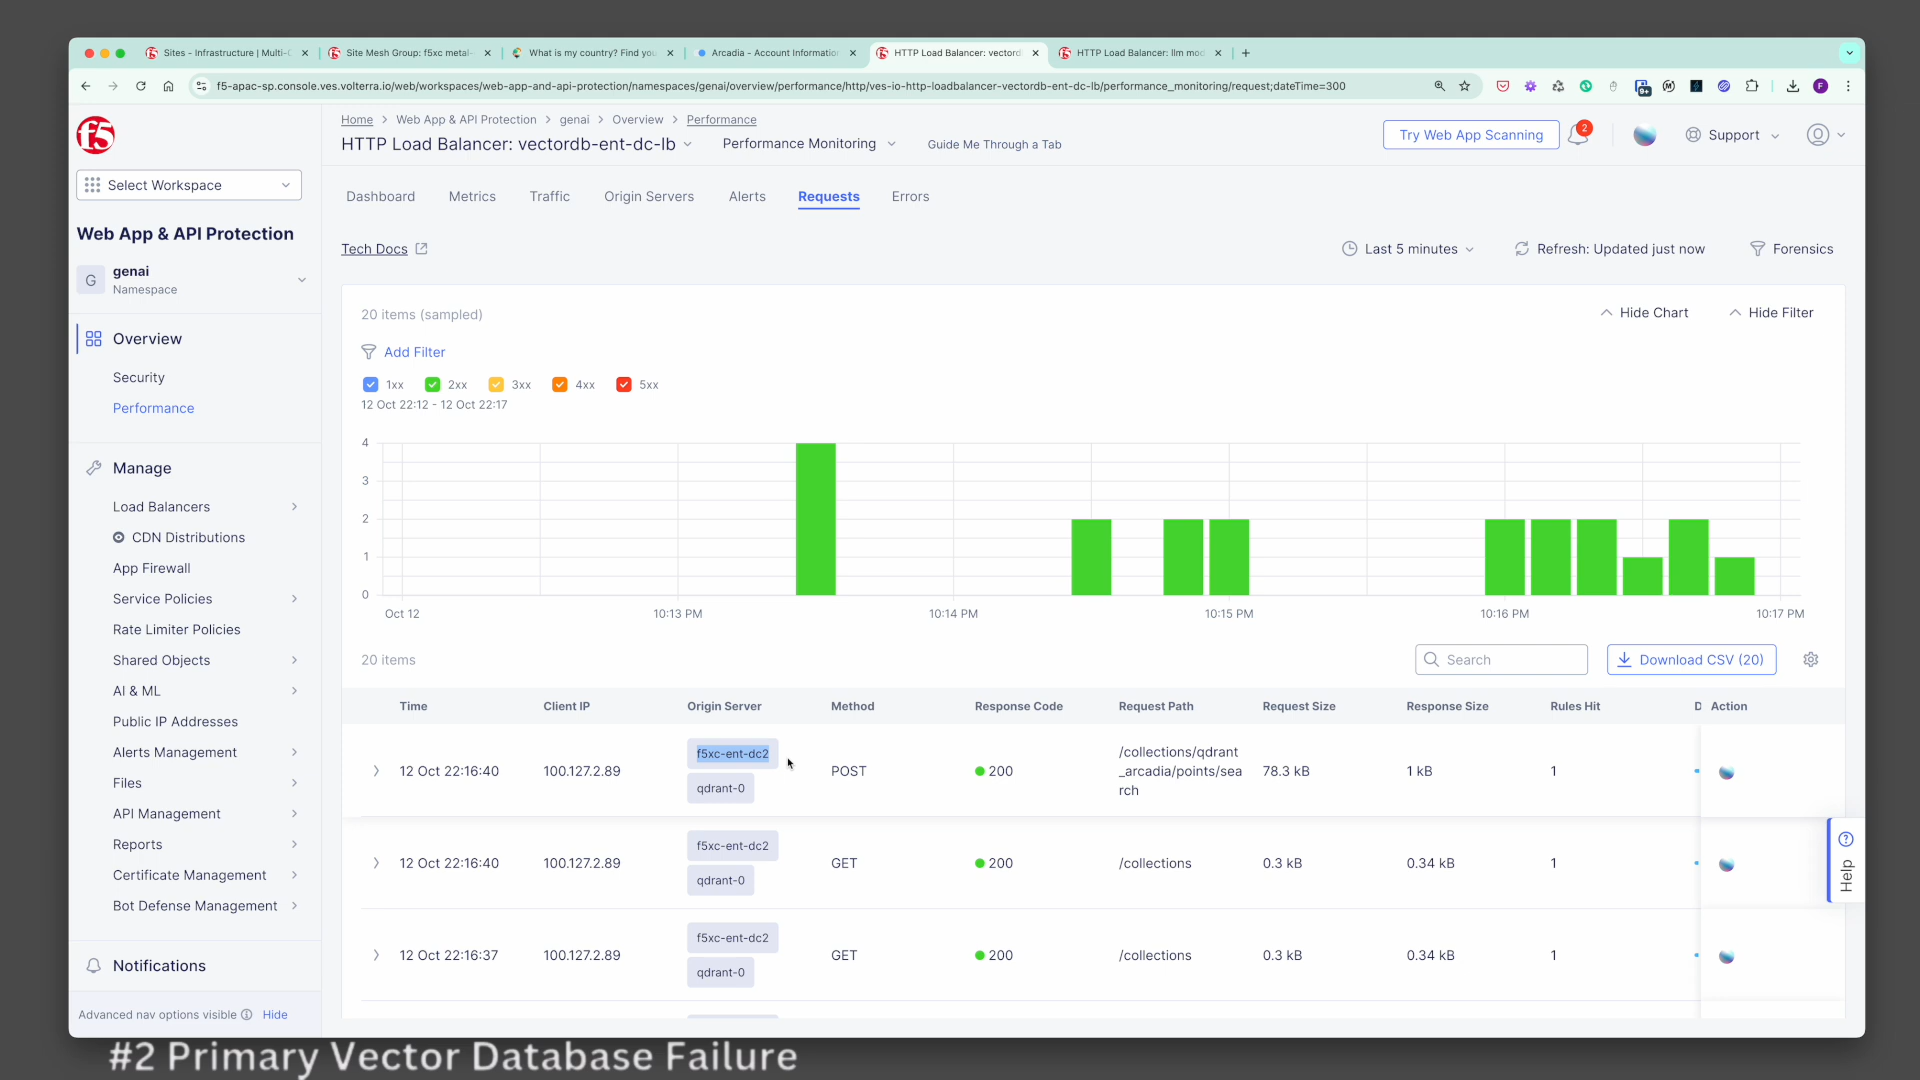 Sites - Infrastructure | Multi-C
Site Mesh Group: f5xc metal-
What is my country? Find you
Arcadia - Account Information
HTTP Load Balancer: vectord
HTTP Load Balancer: llm mod
f5-apac-sp.console.ves.volterra.io/web/workspaces/web-app-and-api-protection/namespaces/genai/overview/performance/http/ves-io-http-loadbalancer-vectordb-ent-dc-lb/performance_monitoring/request;dateTime=300
9+
F
f5
Home > Web App & API Protection > genai > Overview > Performance
HTTP Load Balancer: vectordb-ent-dc-lb
Performance Monitoring
Guide Me Through a Tab
Try Web App Scanning
2
Support
Select Workspace
Web App & API Protection
G
genai
Namespace
Overview
Security
Performance
Manage
Load Balancers
CDN Distributions
App Firewall
Service Policies
Rate Limiter Policies
Shared Objects
AI & ML
Public IP Addresses
Alerts Management
Files
API Management
Reports
Certificate Management
Bot Defense Management
Notifications
Advanced nav options visible Hide
Dashboard Metrics Traffic Origin Servers Alerts Requests Errors
Tech Docs
Last 5 minutes
Refresh: Updated just now
Forensics
20 items (sampled)
Hide Chart
Hide Filter
Add Filter
1xx 2xx 3xx 4xx 5xx
12 Oct 22:12 - 12 Oct 22:17
4
3
2
1
0
Oct 12 10:13 PM 10:14 PM 10:15 PM 10:16 PM 10:17 PM
20 items
Search
Download CSV (20)
Time Client IP Origin Server Method Response Code Request Path Request Size Response Size Rules Hit D Action
12 Oct 22:16:40 100.127.2.89 f5xc-ent-dc2 qdrant-0 POST 200 /collections/qdrant
_arcadia/points/sea
rch
78.3 kB 1 kB 1
12 Oct 22:16:40 100.127.2.89 f5xc-ent-dc2 qdrant-0 GET 200 /collections 0.3 kB 0.34 kB 1
12 Oct 22:16:37 100.127.2.89 f5xc-ent-dc2 qdrant-0 GET 200 /collections 0.3 kB 0.34 kB 1
Help
#2 Primary Vector Database Failure